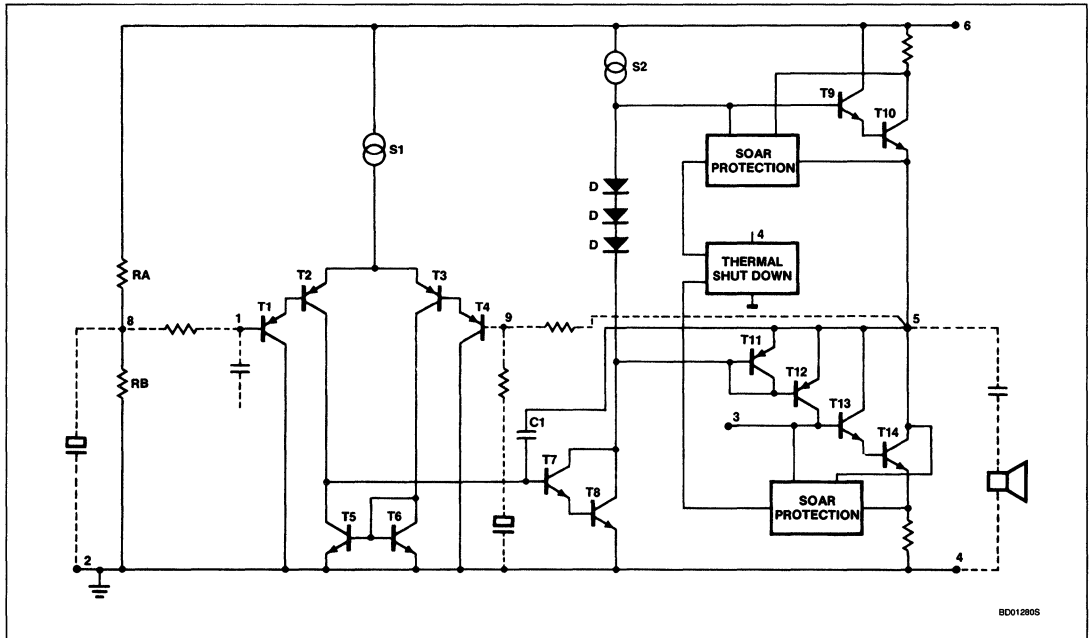 6
S2
T9
T10
S1
SOAR
PROTECTION
D
D
D
4
THERMAL
SHUT DOWN
RA
T2
T3
8
T1
1
T4
9
5
RB
T11
T12
C1
3
T13
T14
T7
T8
SOAR
PROTECTION
T5
T6
2
4
BD01280S